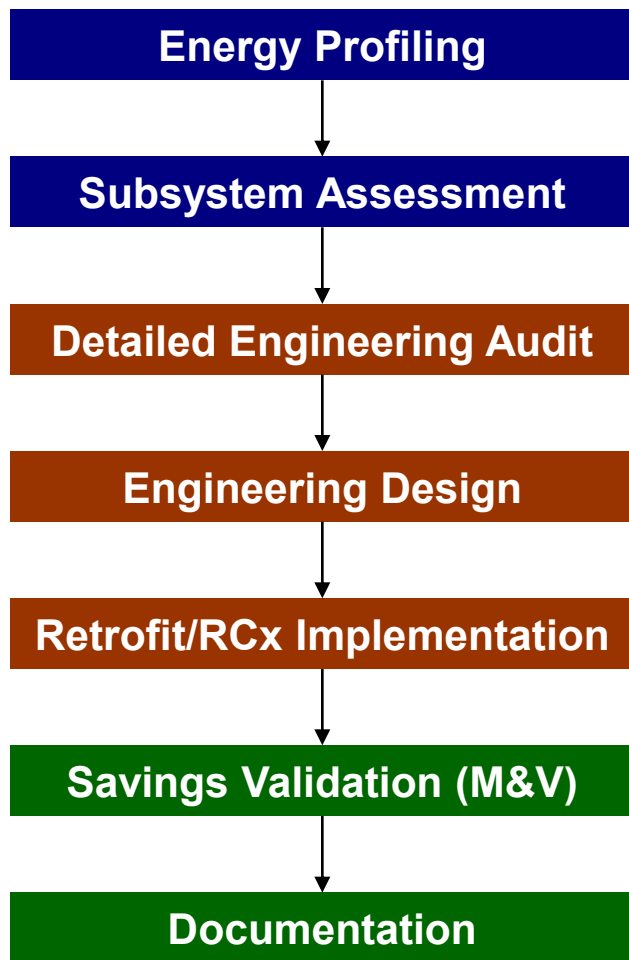 Energy Profiling
Subsystem Assessment
Detailed Engineering Audit
Engineering Design
Retrofit/RCx Implementation
Savings Validation (M&V)
Documentation